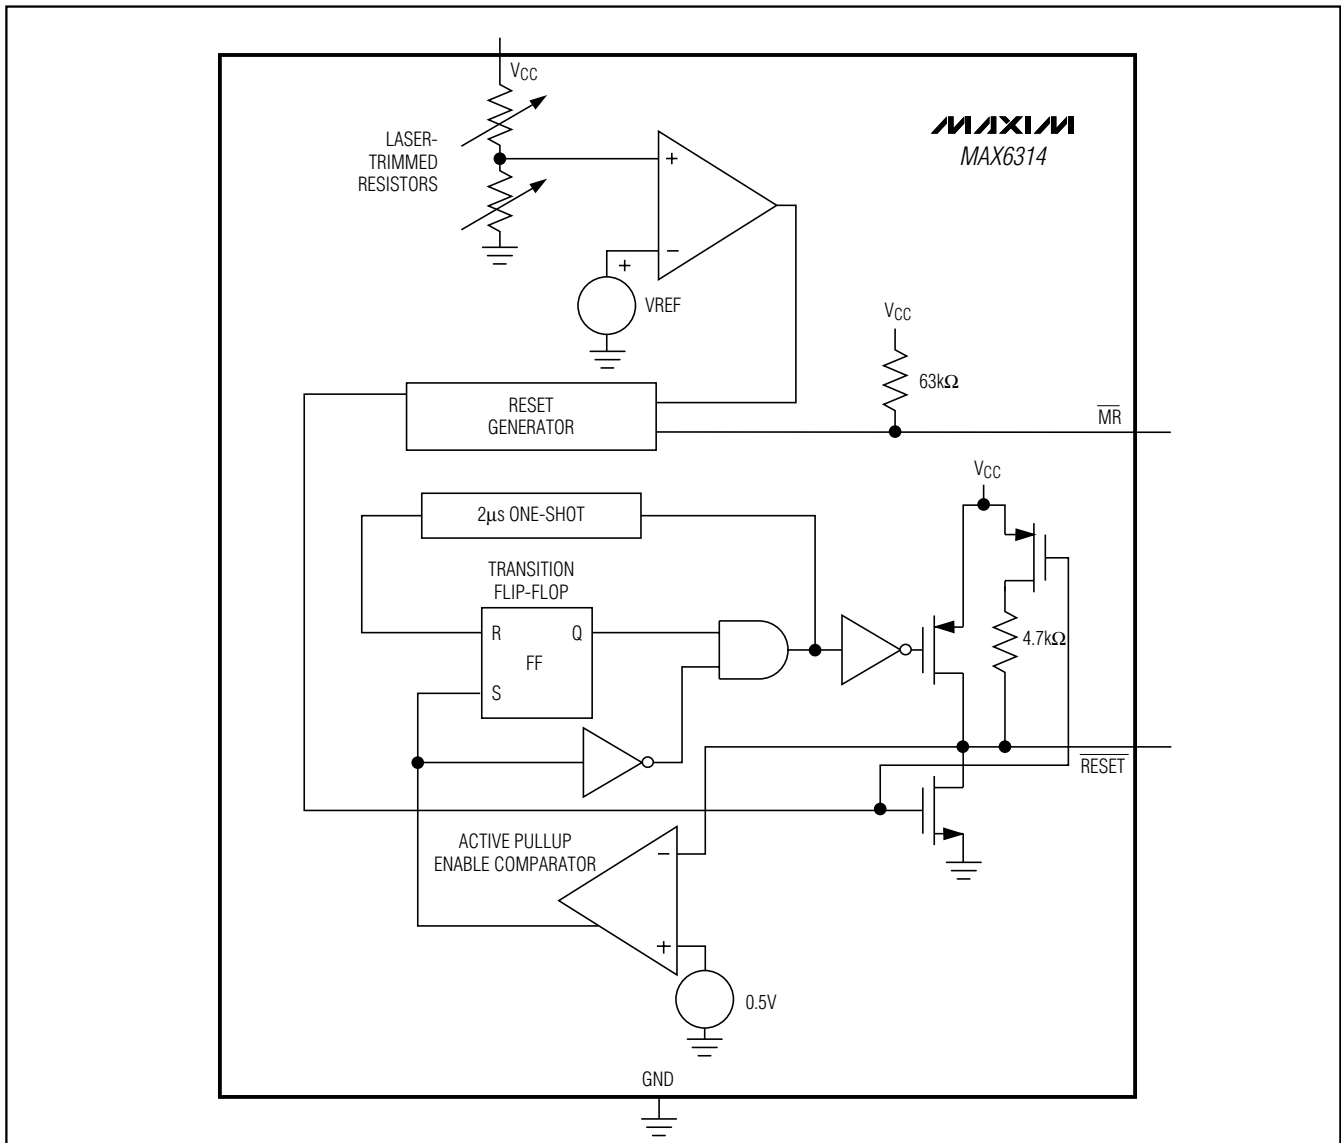 VCC
LASER-
TRIMMED
RESISTORS
MAXIM
MAX6314
+
−
+
VREF
VCC
63kΩ
RESET
GENERATOR
MR
VCC
2µs ONE-SHOT
TRANSITION
FLIP-FLOP
R Q
FF
S
4.7kΩ
RESET
ACTIVE PULLUP
ENABLE COMPARATOR
−
+
0.5V
GND